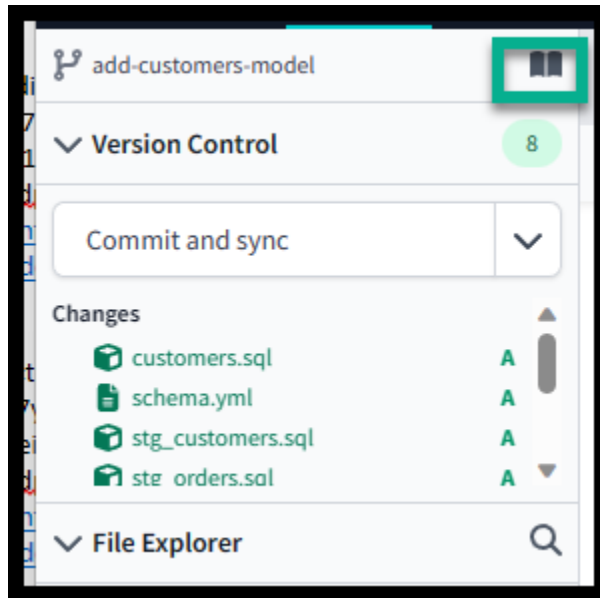 add-customers-model
Version Control 8
Commit and sync
Changes
customers.sql A
schema.yml A
stg_customers.sql A
stg_orders.sql A
File Explorer